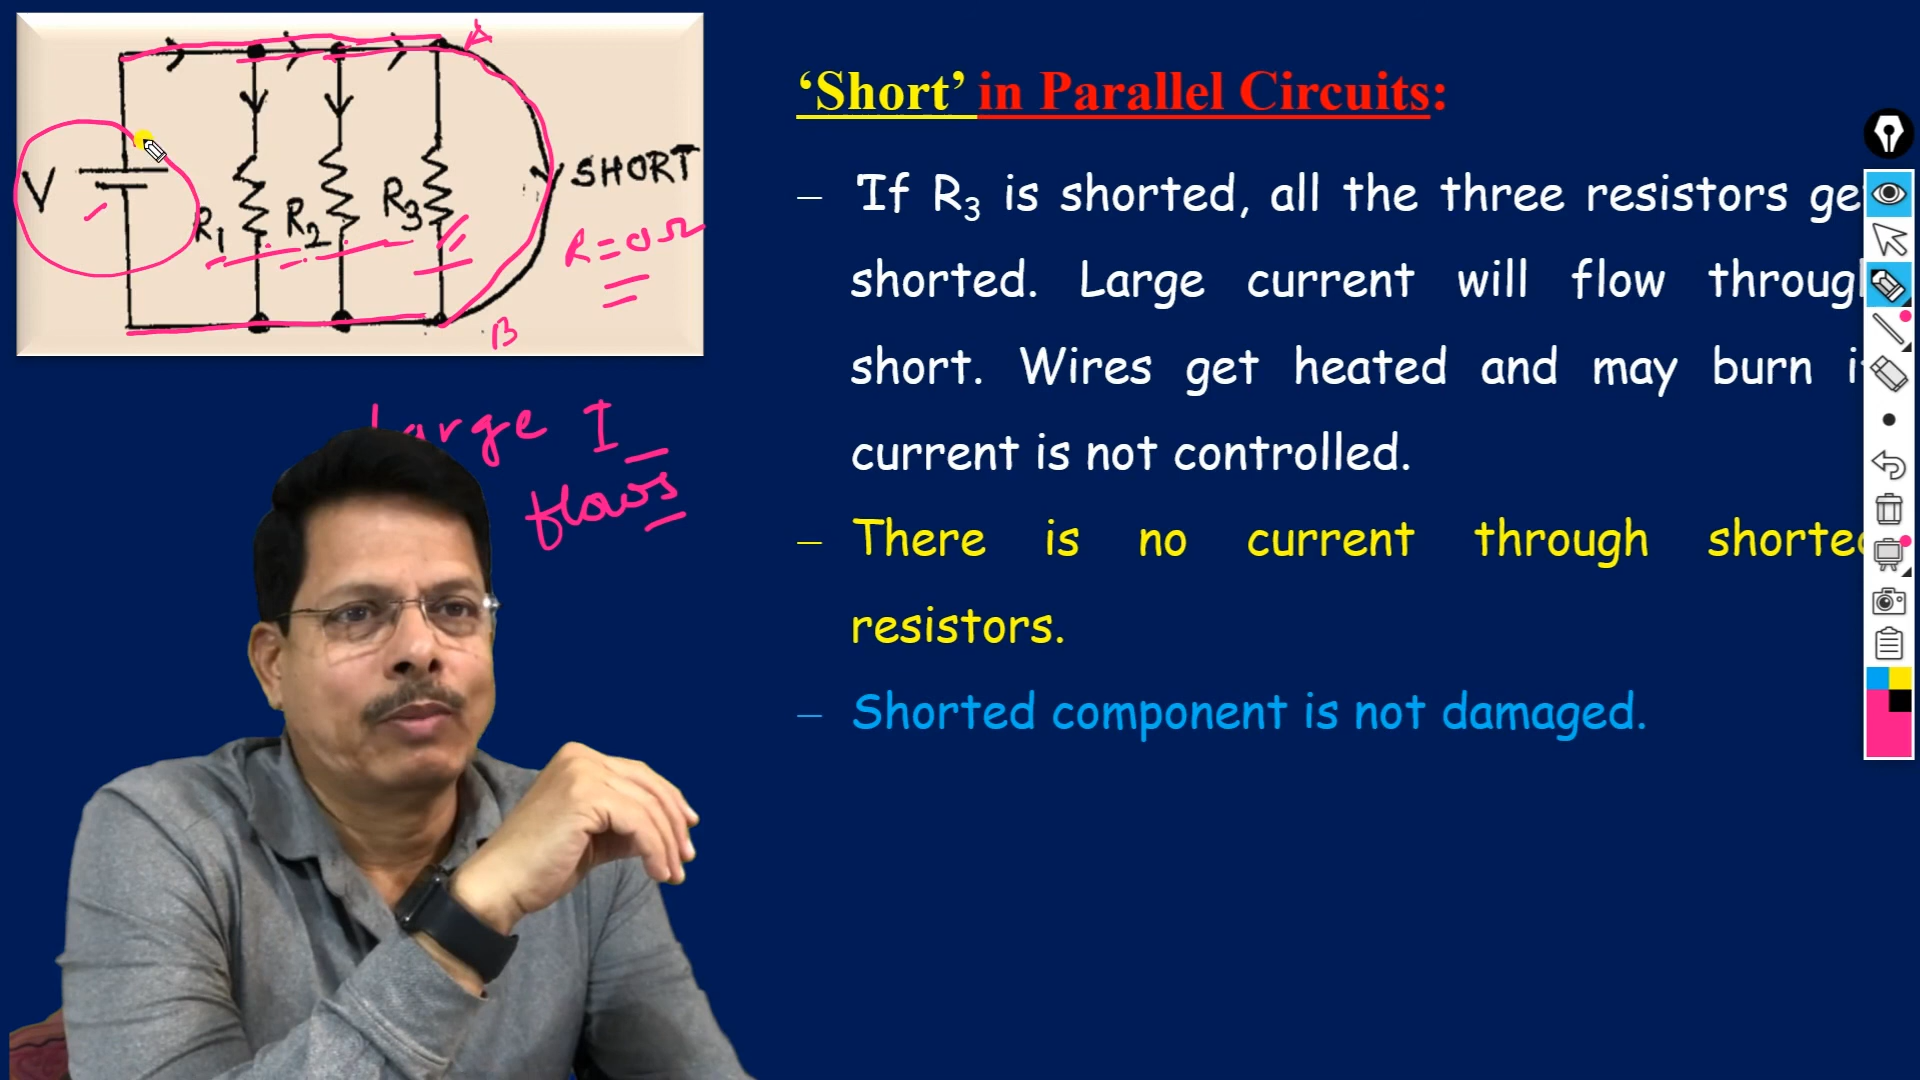 A
V
R1
R2
R3
SHORT
R = 0Ω
B
Large I
flows
‘Short’ in Parallel Circuits:
– If R3 is shorted, all the three resistors ge
shorted. Large current will flow throug
short. Wires get heated and may burn i
current is not controlled.
– There is no current through shorte
resistors.
– Shorted component is not damaged.